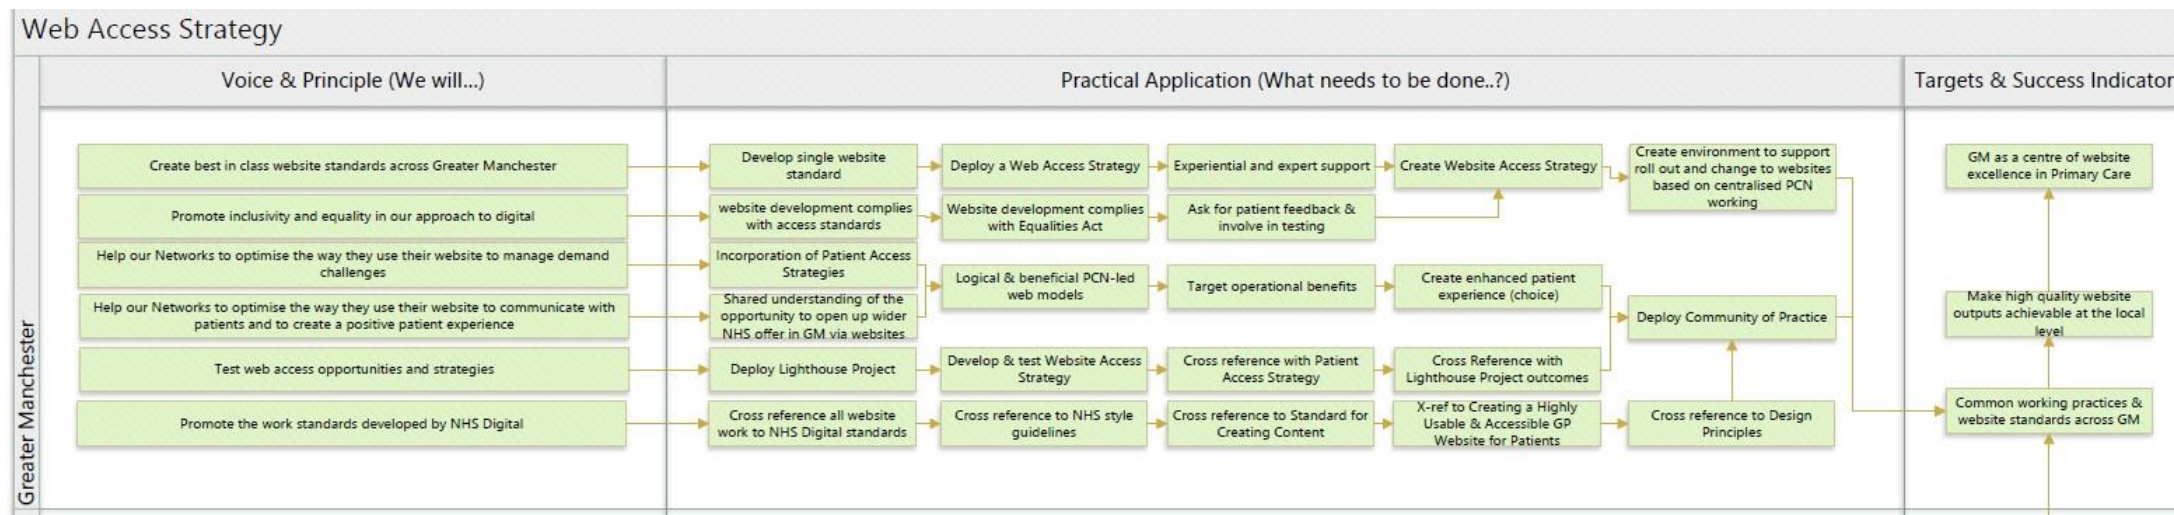 Web Access Strategy
Voice & Principle (We will...)
Practical Application (What needs to be done..?)
Targets & Success Indicator
Greater Manchester
Create best in class website standards across Greater Manchester
Develop single website
standard
Deploy a Web Access Strategy
Experiential and expert support
Create Website Access Strategy
Create environment to support
roll out and change to websites
based on centralised PCN
working
GM as a centre of website
excellence in Primary Care
Promote inclusivity and equality in our approach to digital
website development complies
with access standards
Website development complies
with Equalities Act
Ask for patient feedback &
involve in testing
Help our Networks to optimise the way they use their website to manage demand
challenges
Incorporation of Patient Access
Strategies
Logical & beneficial PCN-led
web models
Target operational benefits
Create enhanced patient
experience (choice)
Help our Networks to optimise the way they use their website to communicate with
patients and to create a positive patient experience
Shared understanding of the
opportunity to open up wider
NHS offer in GM via websites
Deploy Community of Practice
Make high quality website
outputs achievable at the local
level
Test web access opportunities and strategies
Deploy Lighthouse Project
Develop & test Website Access
Strategy
Cross reference with Patient
Access Strategy
Cross Reference with
Lighthouse Project outcomes
Promote the work standards developed by NHS Digital
Cross reference all website
work to NHS Digital standards
Cross reference to NHS style
guidelines
Cross reference to Standard for
Creating Content
X-ref to Creating a Highly
Usable & Accessible GP
Website for Patients
Cross reference to Design
Principles
Common working practices &
website standards across GM